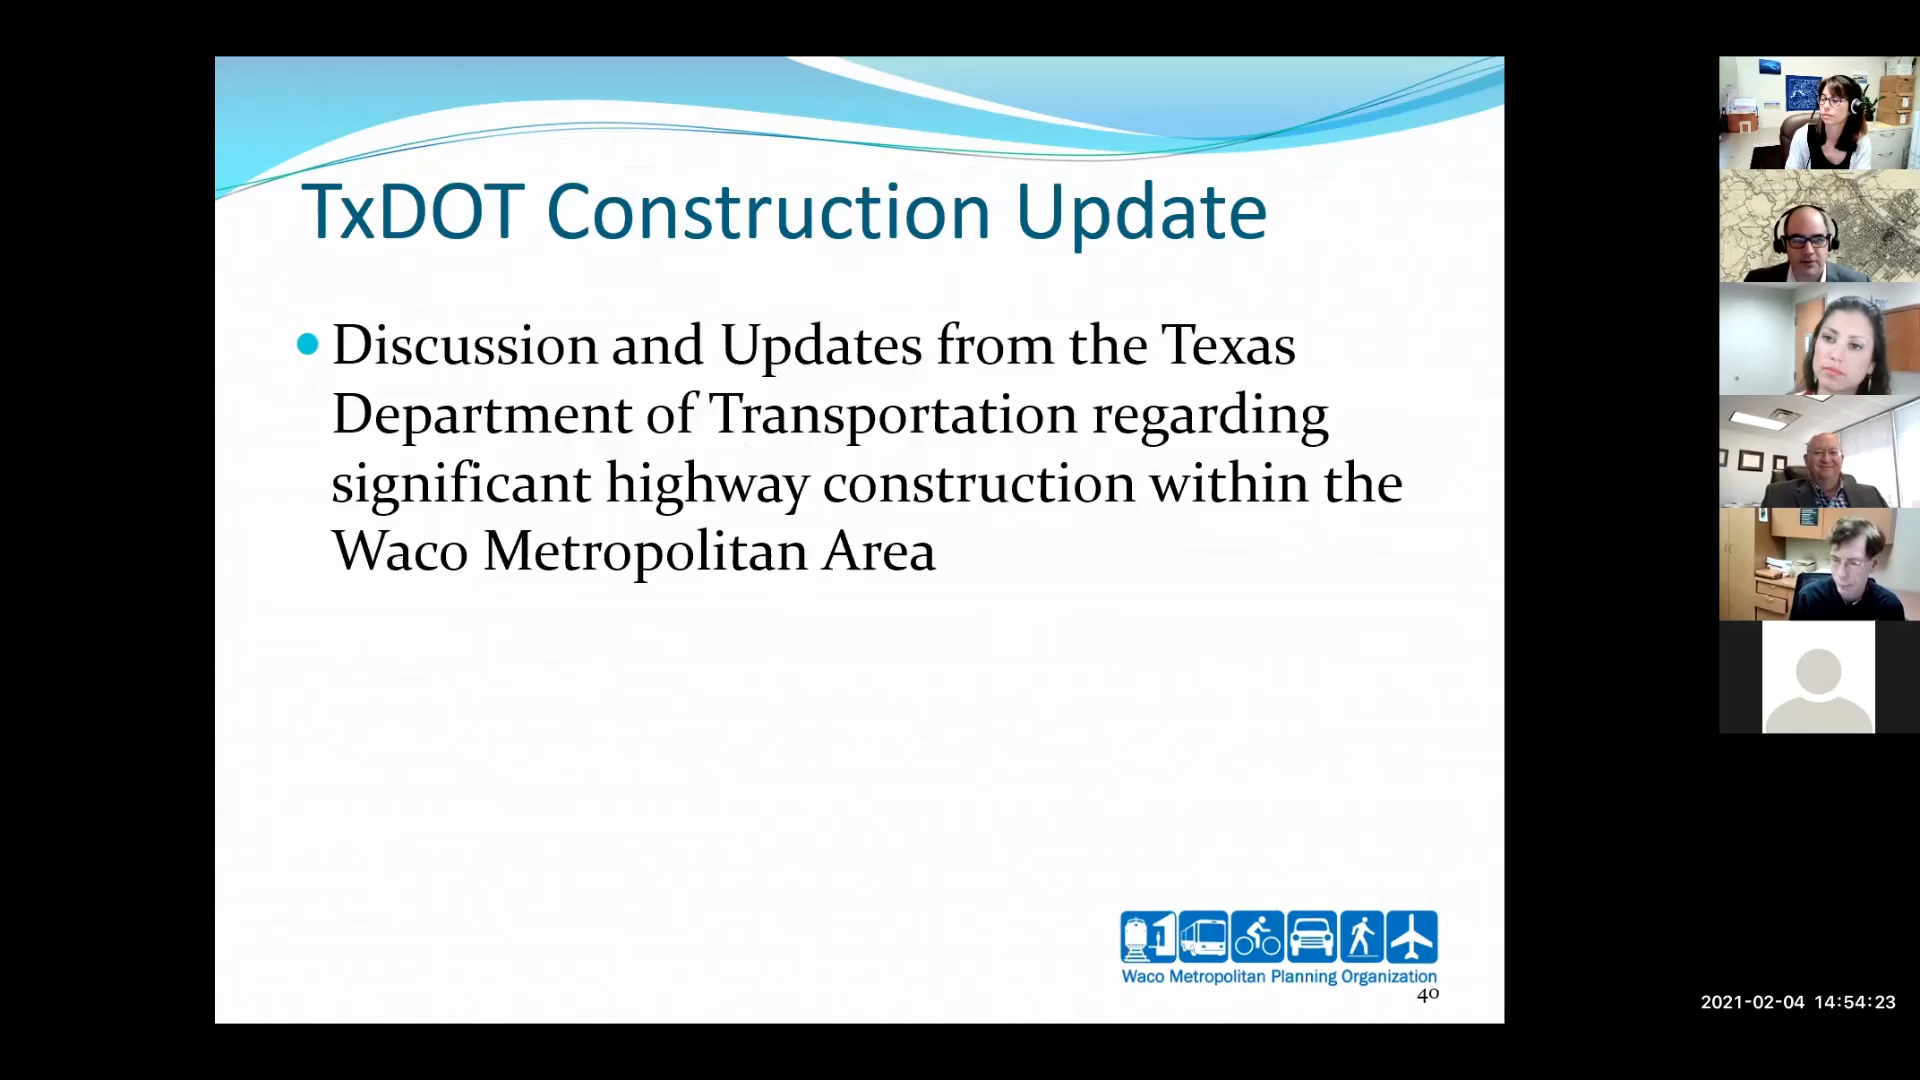 TxDOT Construction Update
• Discussion and Updates from the Texas
Department of Transportation regarding
significant highway construction within the
Waco Metropolitan Area
Waco Metropolitan Planning Organization
40
2021-02-04 14:54:23